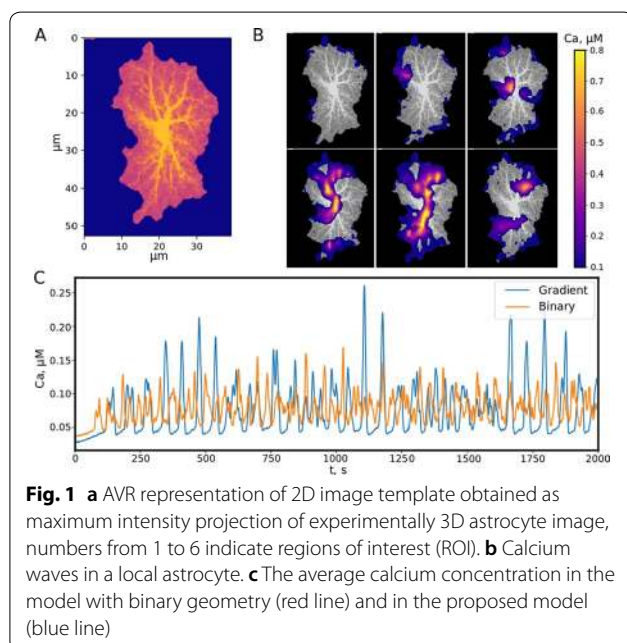 A
B
Ca, µM
0
10
20
30
40
50
µm
0
20
µm
0.8
0.7
0.6
0.5
0.4
0.3
0.2
0.1
C
Gradient
Binary
0.25
0.20
0.15
0.10
0.05
Ca, µM
0
250
500
750
1000
1250
1500
1750
2000
t, s
Fig. 1 a AVR representation of 2D image template obtained as
maximum intensity projection of experimentally 3D astrocyte image,
numbers from 1 to 6 indicate regions of interest (ROI). b Calcium
waves in a local astrocyte. c The average calcium concentration in the
model with binary geometry (red line) and in the proposed model
(blue line)